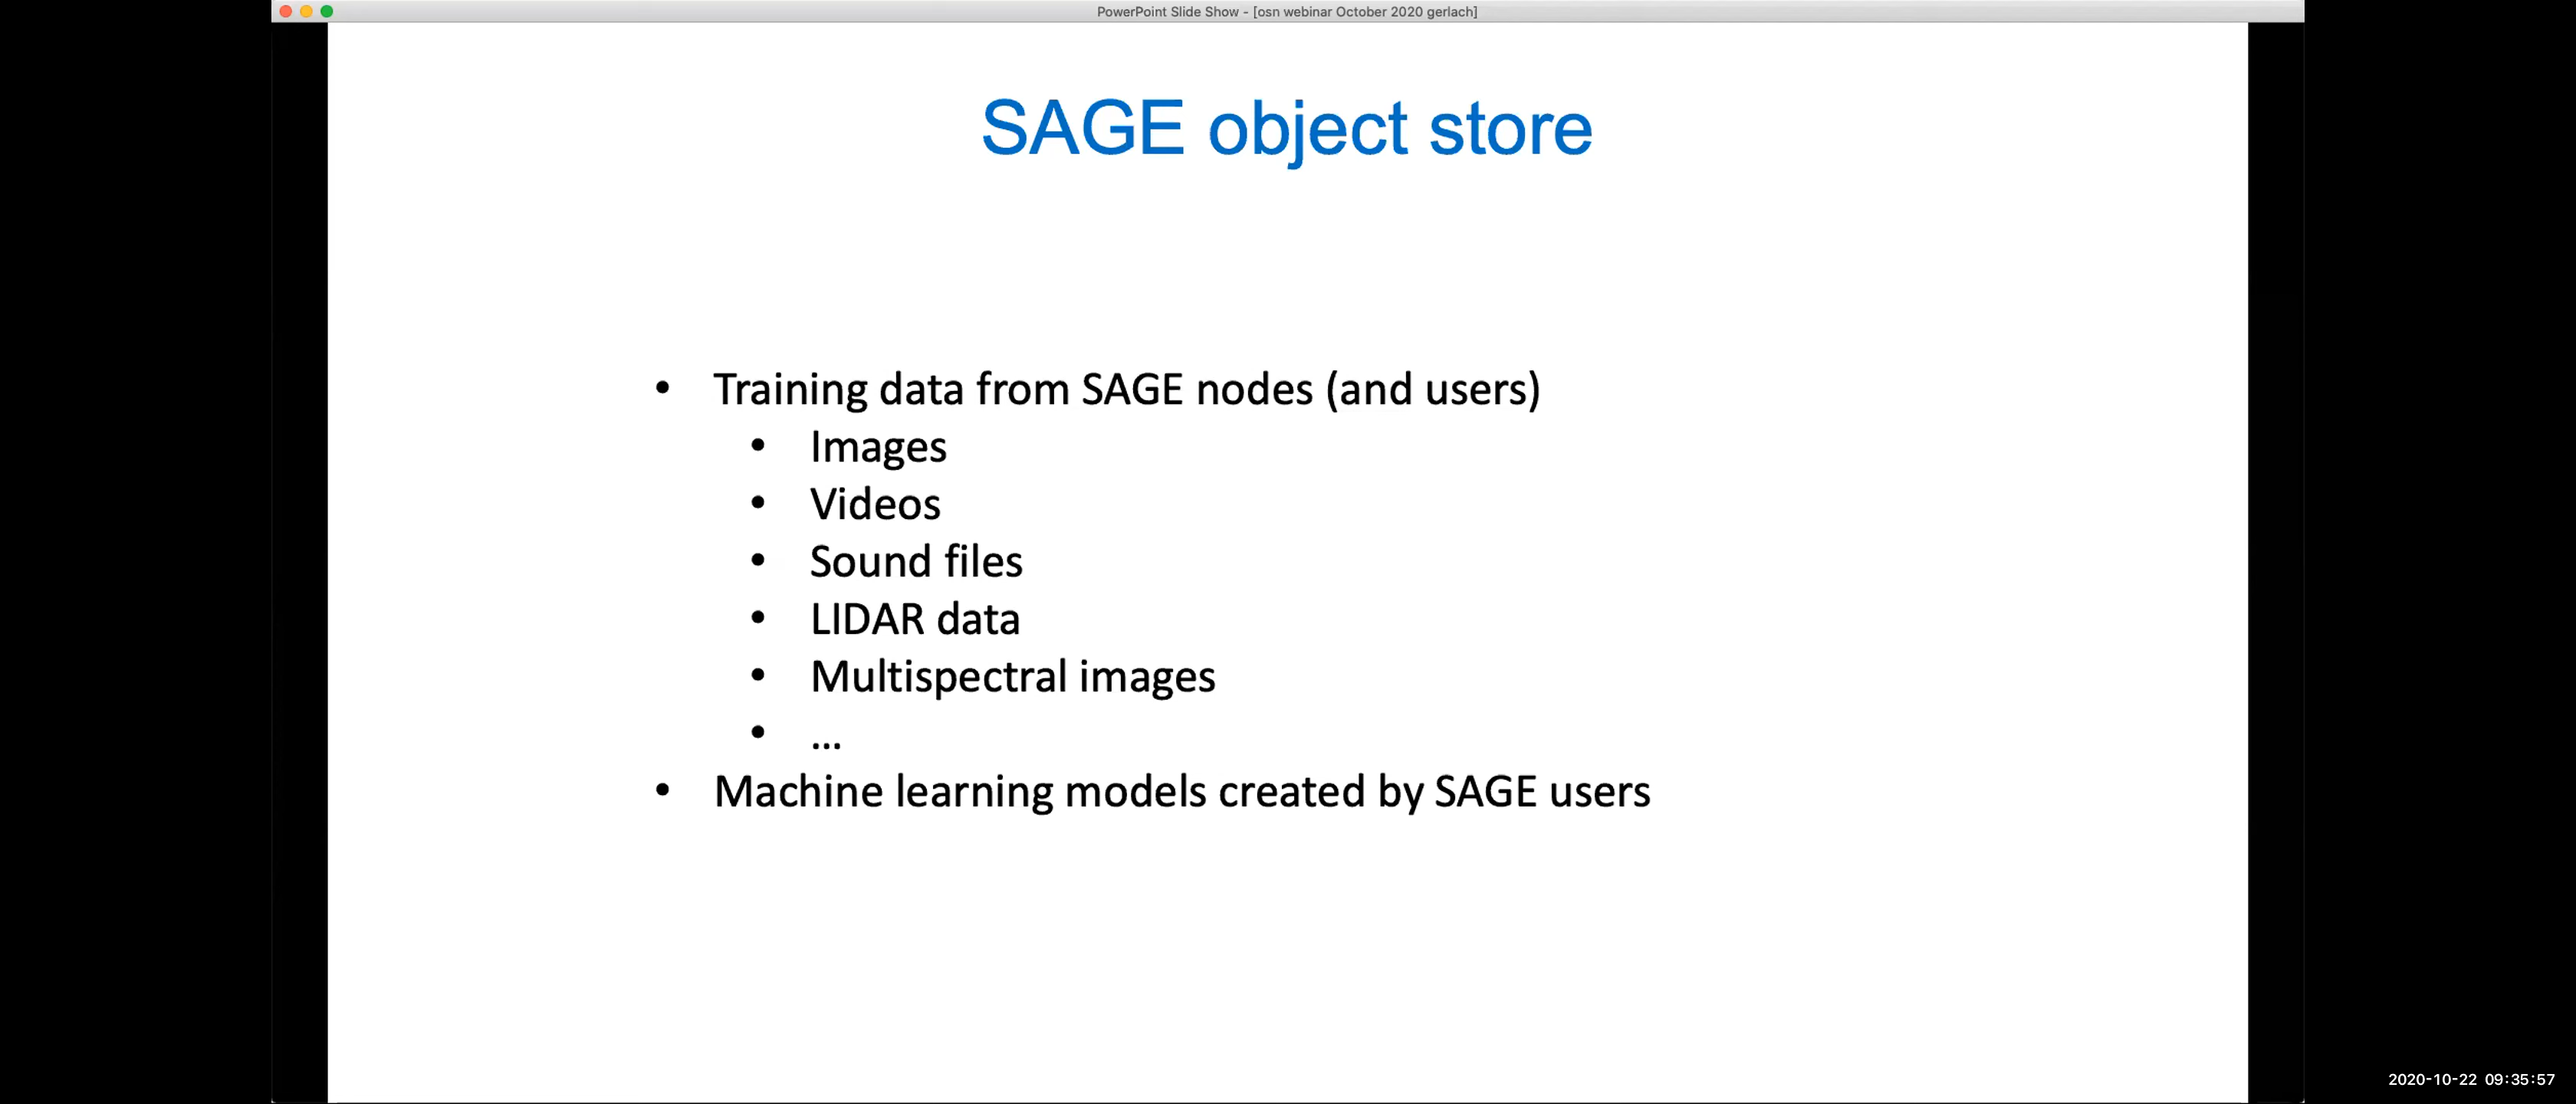 PowerPoint Slide Show - [osn webinar October 2020 gerlach]
SAGE object store
• Training data from SAGE nodes (and users)
• Images
• Videos
• Sound files
• LIDAR data
• Multispectral images
• ...
• Machine learning models created by SAGE users
2020-10-22 09:35:57